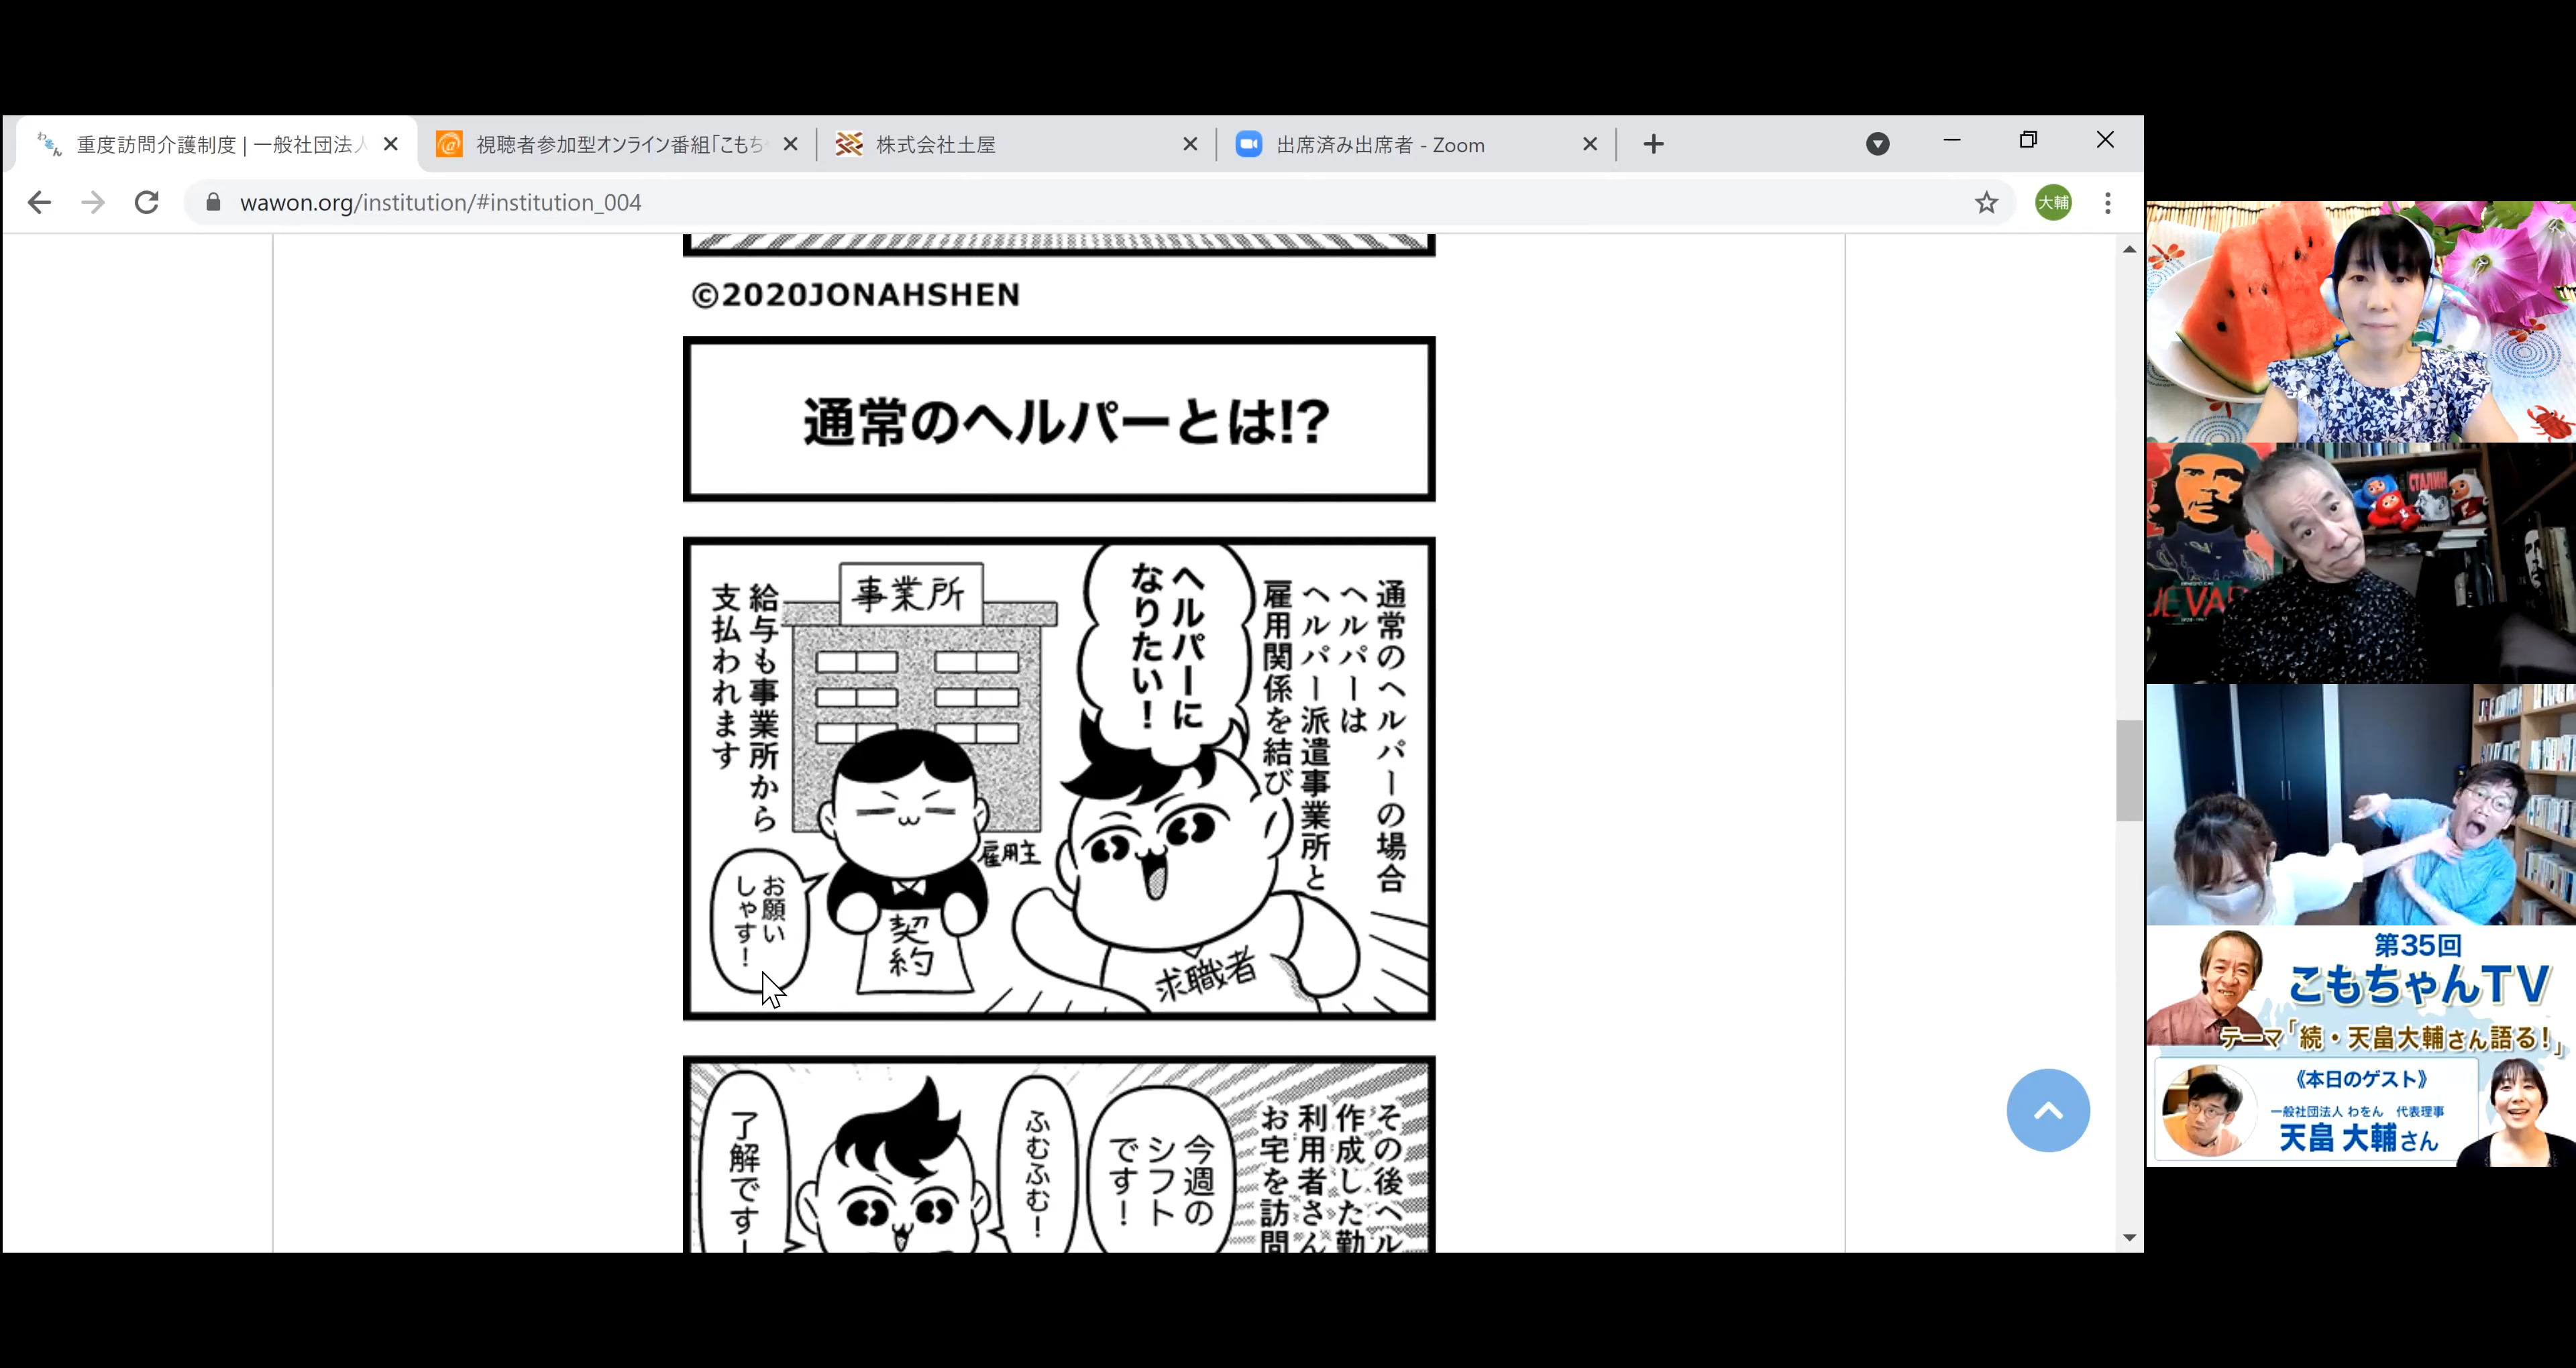 重度訪問介護制度 | 一般社団法人
視聴者参加型オンライン番組「こもち
株式会社土屋
出席済み出席者 - Zoom
wawon.org/institution/#institution_004
大輔
©2020JONAHSHEN
通常のヘルパーとは!?
通常のヘルパーの場合
ヘルパーは
ヘルパー派遣事業所と
雇用関係を結び
ヘルパーに
なりたい！
事業所
給与も事業所から
支払われます
雇用主
お願い
しゃす！
契
約
求職者
その後ヘル
作成した勤
利用者さん
お宅を訪問
今週の
シフト
です！
ふむふむ！
了解です！
СТАЛИН
第35回
こもちゃんTV
テーマ「続・天畠大輔さん語る！」
《本日のゲスト》
一般社団法人 わをん 代表理事
天畠 大輔さん